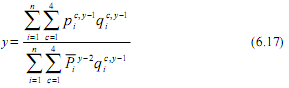 y = \frac{\sum_{i=1}^{n} \sum_{c=1}^{4} p_i^{c,y-1} q_i^{c,y-1}}{\sum_{i=1}^{n} \sum_{c=1}^{4} \overline{P}_i^{y-2} q_i^{c,y-1}} (6.17)